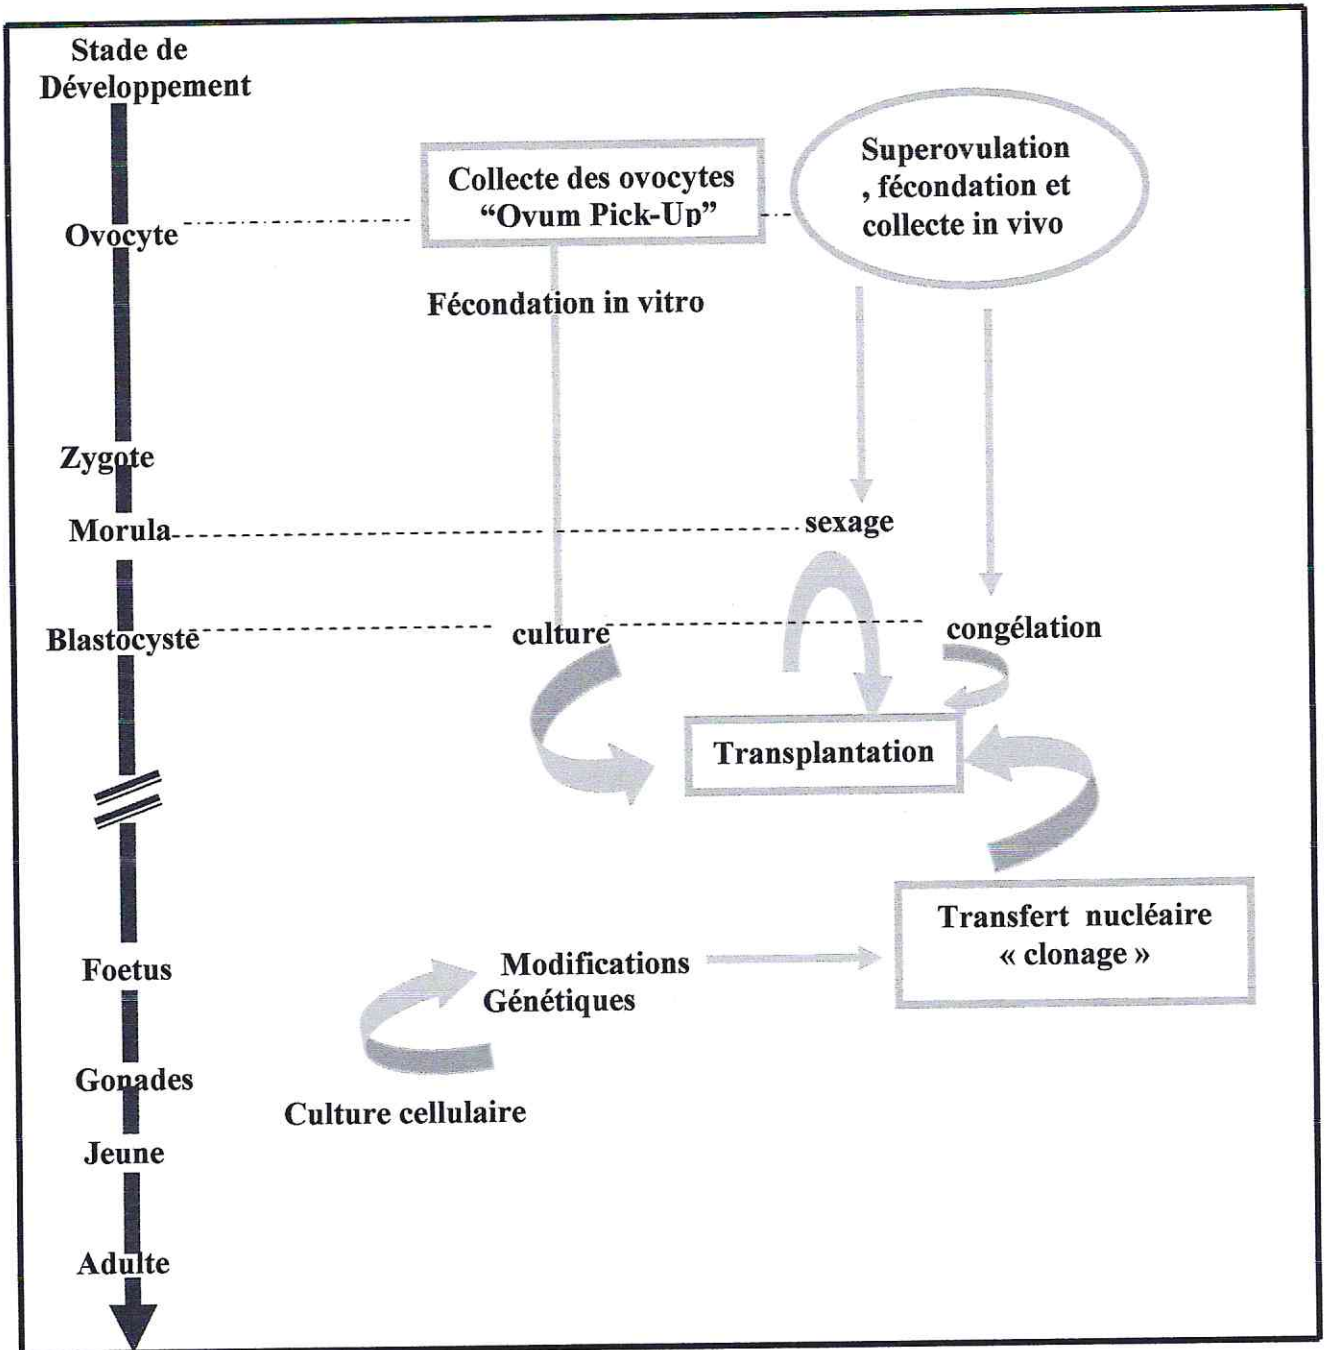 Stade de
Développement
Collecte des ovocytes
“Ovum Pick-Up”
Superovulation
, fécondation et
collecte in vivo
Ovocyte
Fécondation in vitro
Zygote
Morula
sexage
Blastocyste
culture
congélation
Transplantation
Transfert nucléaire
« clonage »
Foetus
Modifications
Génétiques
Gonades
Culture cellulaire
Jeune
Adulte